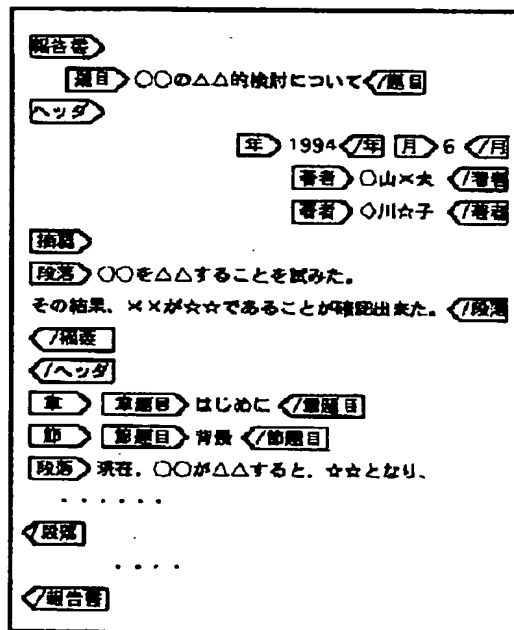 報告書
題目 ○○の△△的検討について /題目
ヘッダ
年 1994 /年 月 6 /月
著者 ○山×夫 /著者
著者 ◇川☆子 /著者
摘要
段落 ○○を△△することを試みた。
その結果、××が☆☆であることが確認出来た。 /段落
/摘要
/ヘッダ
章 章題目 はじめに /章題目
節 節題目 背景 /節題目
段落 現在，○○が△△すると，☆☆となり、
・・・・・・
/段落
・・・・
/報告書